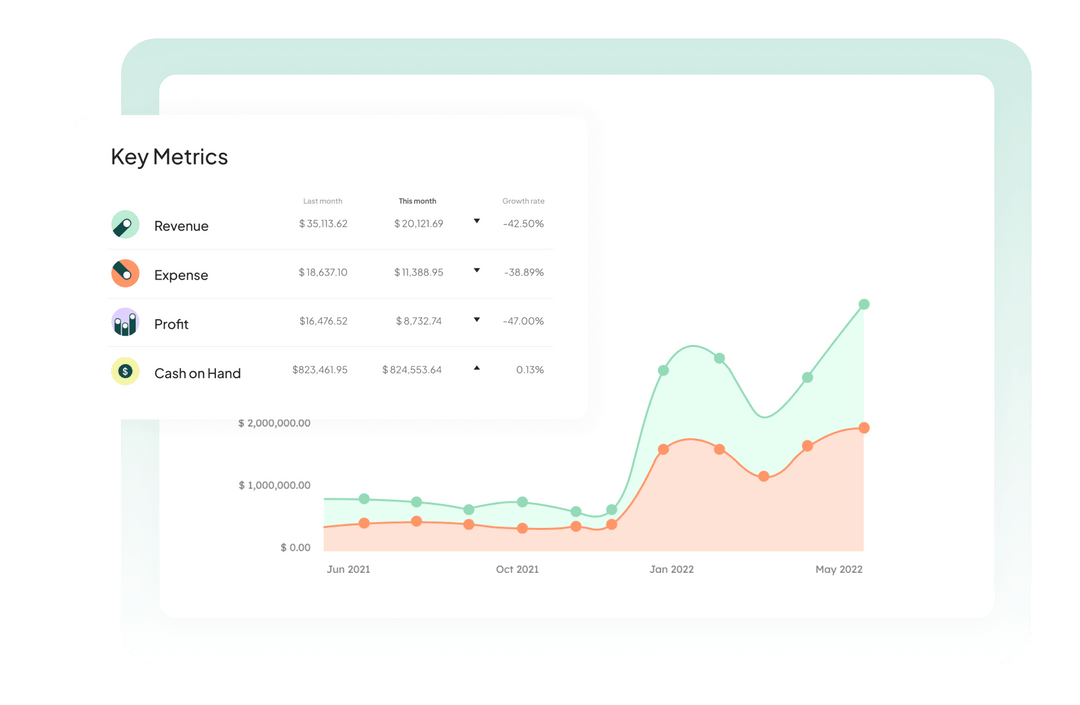 Key Metrics
Last month This month Growth rate
Revenue $ 35,113.62 $ 20,121.69 -42.50%
Expense $ 18,637.10 $ 11,388.95 -38.89%
Profit $16,476.52 $ 8,732.74 -47.00%
$ Cash on Hand $823,461.95 $ 824,553.64 0.13%
$ 2,000,000.00
$ 1,000,000.00
$ 0.00
Jun 2021 Oct 2021 Jan 2022 May 2022